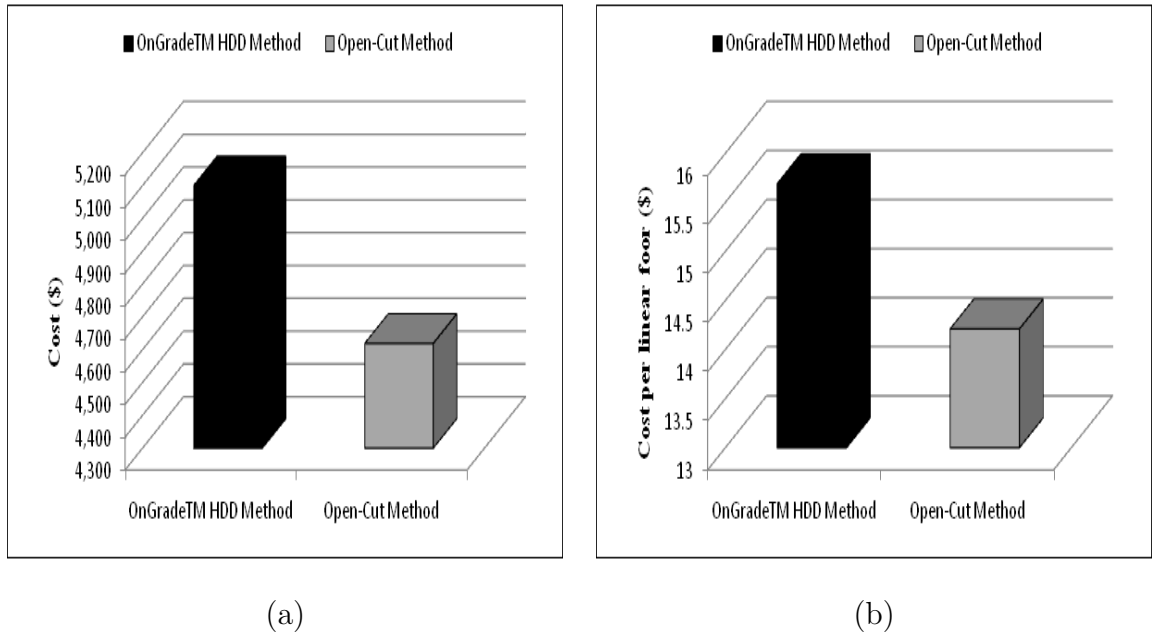 OnGradeTM HDD Method Open-Cut Method
5,200
5,100
5,000
4,900
4,800
4,700
4,600
4,500
4,400
4,300
Cost ($)
OnGradeTM HDD Method Open-Cut Method
(a)
OnGradeTM HDD Method Open-Cut Method
16
15.5
15
14.5
14
13.5
13
Cost per linear foor ($)
OnGradeTM HDD Method Open-Cut Method
(b)